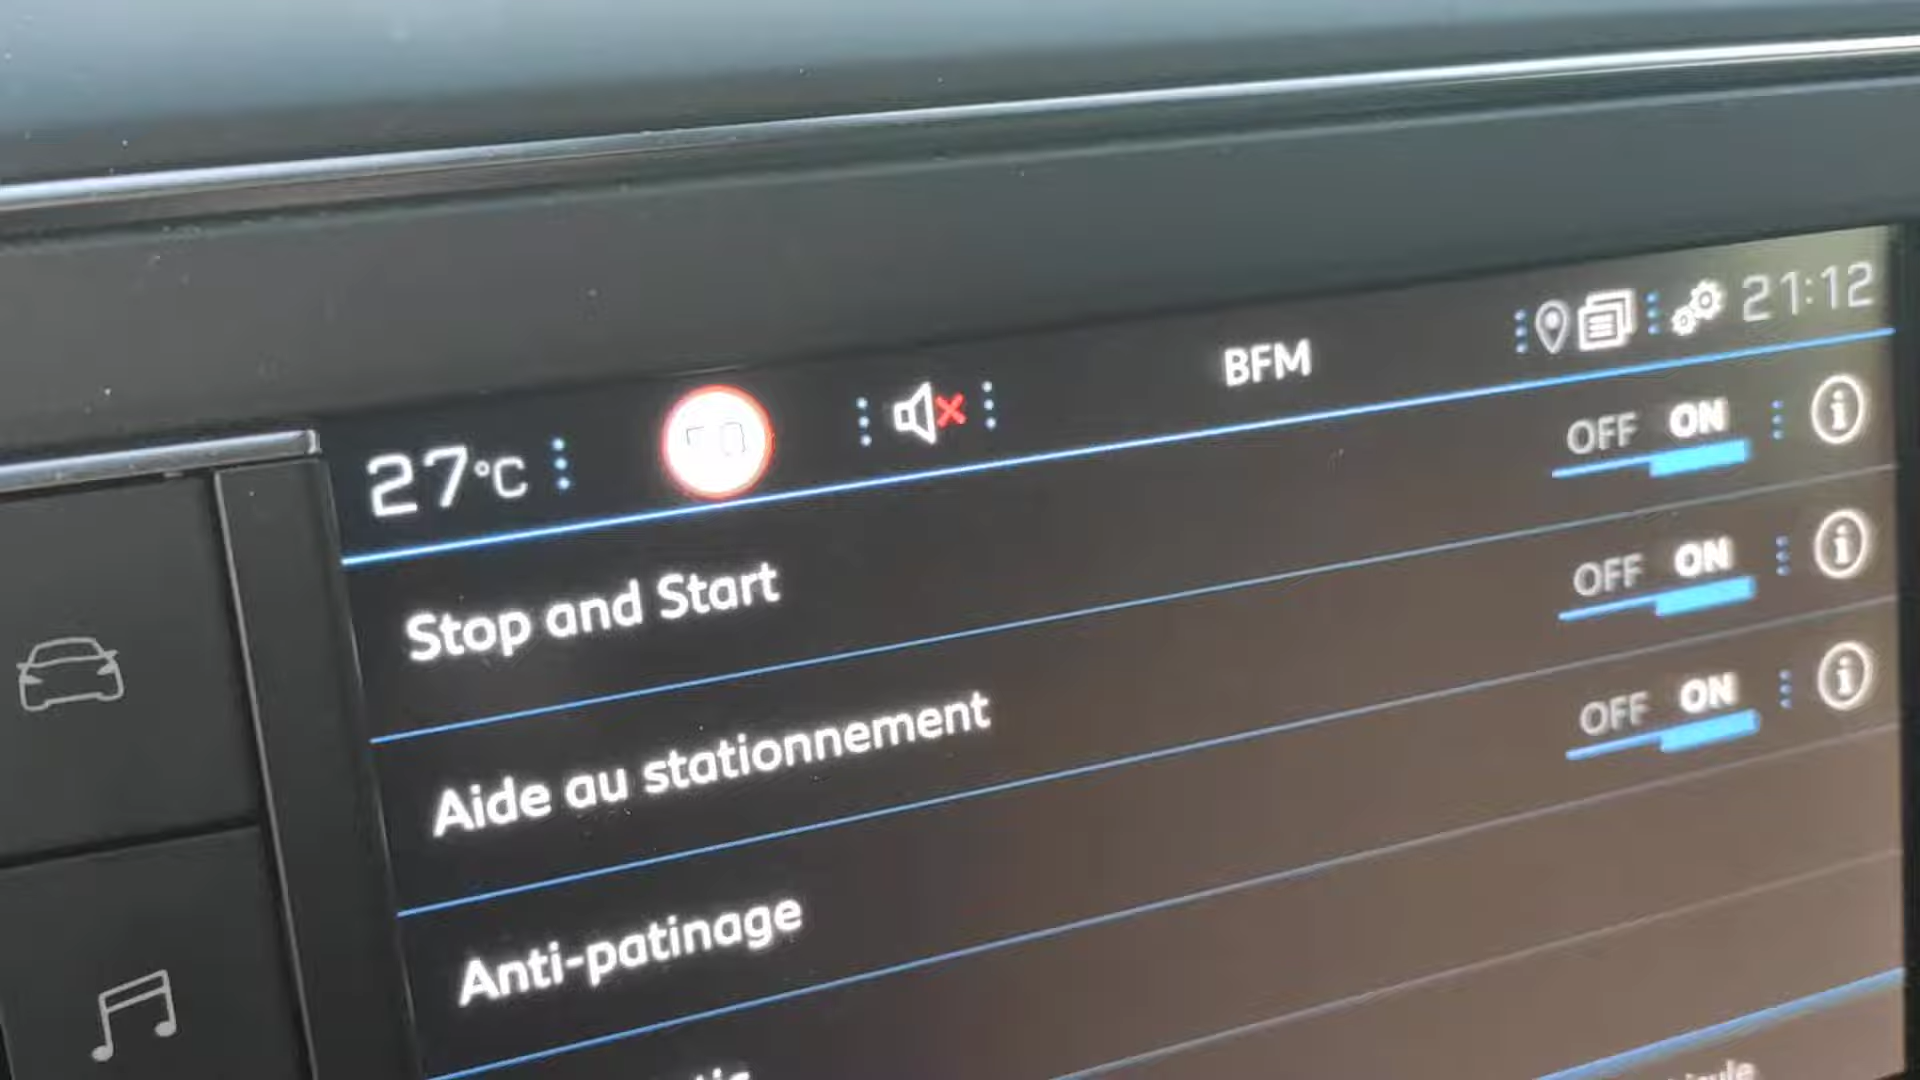 27°C BFM 21:12
Stop and Start OFF ON
Aide au stationnement OFF ON
Anti-patinage OFF ON